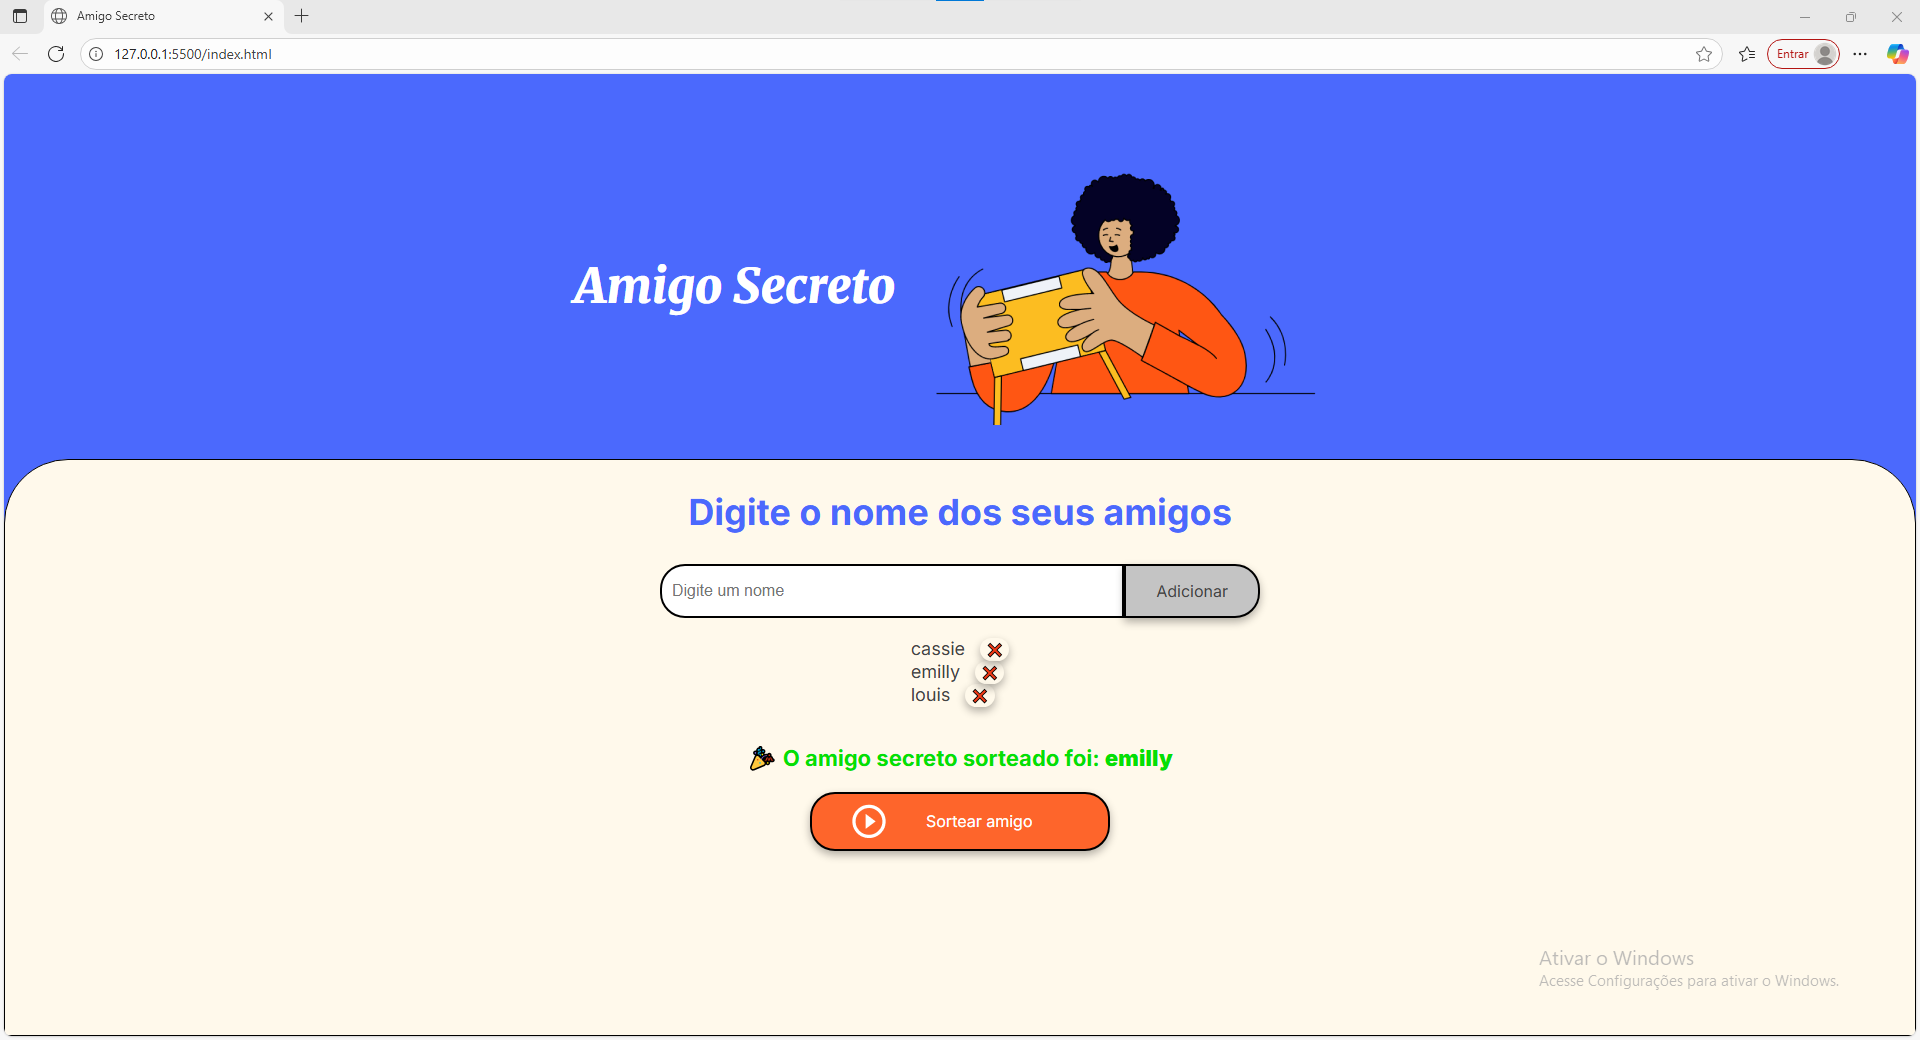 Amigo Secreto
127.0.0.1:5500/index.html
Entrar
Amigo Secreto
Digite o nome dos seus amigos
Digite um nome
Adicionar
cassie
emilly
louis
O amigo secreto sorteado foi: emilly
Sortear amigo
Ativar o Windows
Acesse Configurações para ativar o Windows.